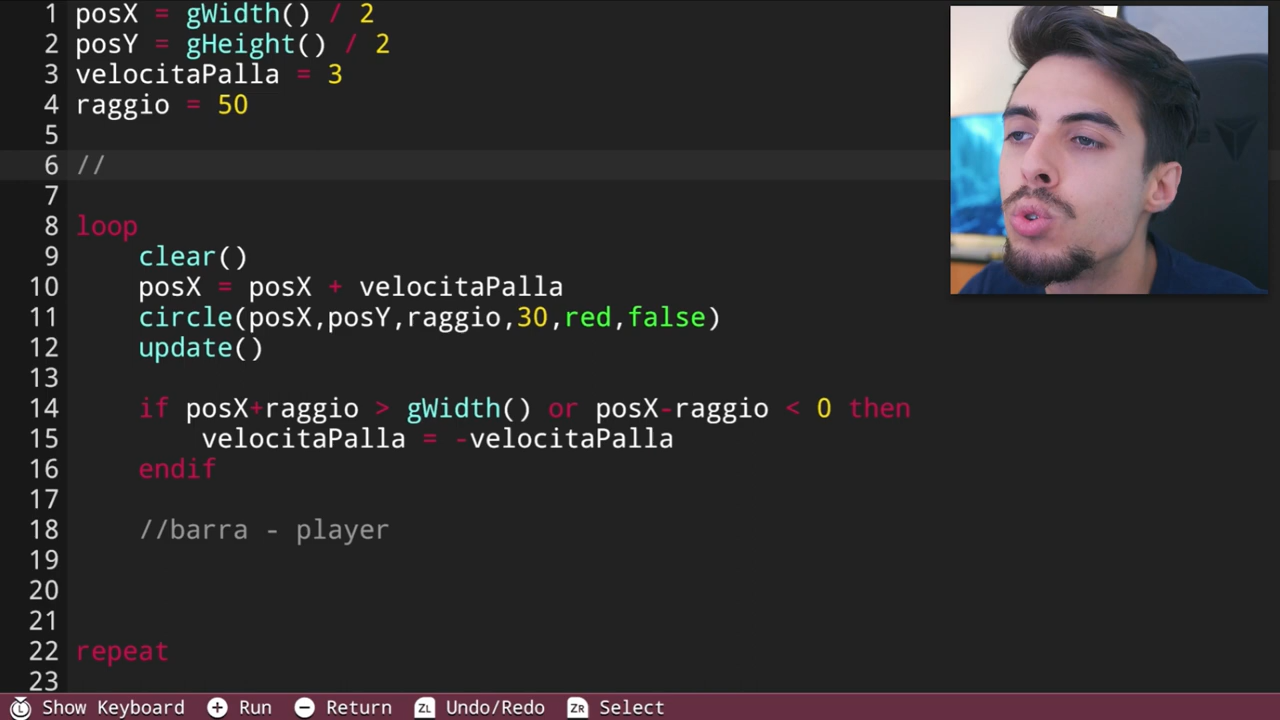 1 posX = gWidth() / 2
2 posY = gHeight() / 2
3 velocitaPalla = 3
4 raggio = 50
5
6 //
7
8 loop
9 clear()
10 posX = posX + velocitaPalla
11 circle(posX,posY,raggio,30,red,false)
12 update()
13
14 if posX+raggio > gWidth() or posX-raggio < 0 then
15 velocitaPalla = -velocitaPalla
16 endif
17
18 //barra - player
19
20
21
22 repeat
23
L Show Keyboard + Run - Return ZL Undo/Redo ZR Select